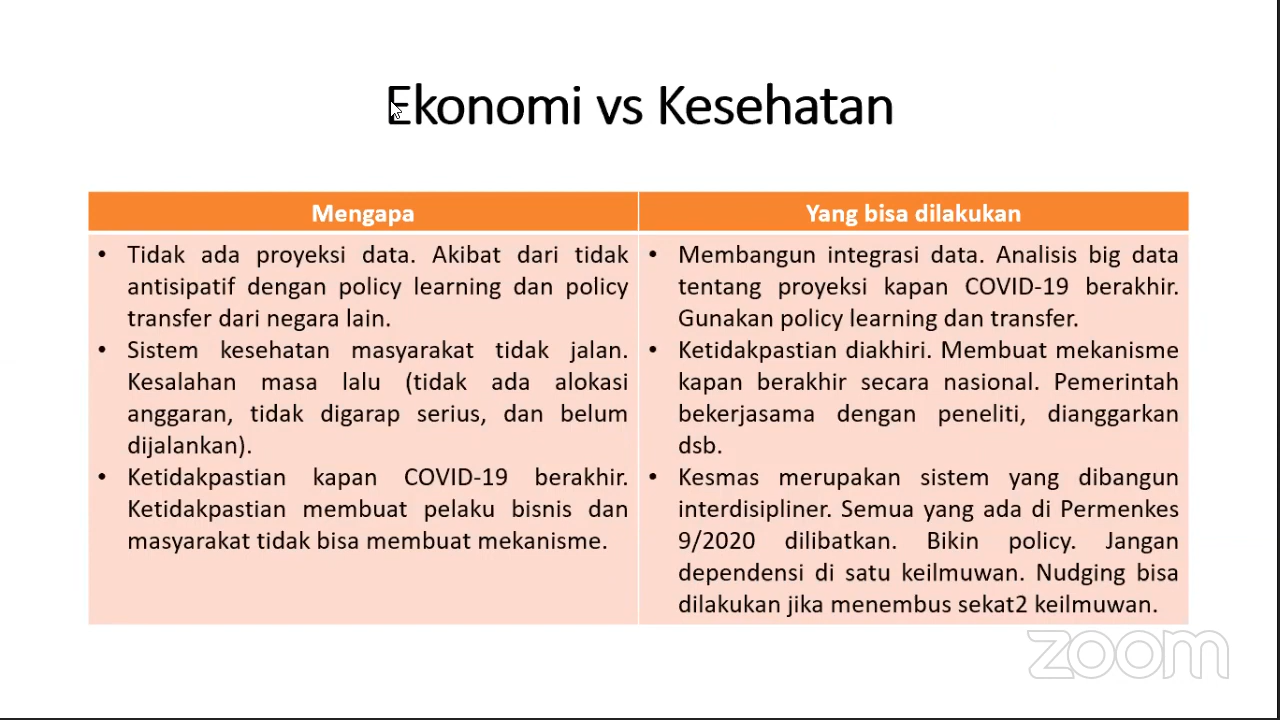 Ekonomi vs Kesehatan
Mengapa
• Tidak ada proyeksi data. Akibat dari tidak
antisipatif dengan policy learning dan policy
transfer dari negara lain.
• Sistem kesehatan masyarakat tidak jalan.
Kesalahan masa lalu (tidak ada alokasi
anggaran, tidak digarap serius, dan belum
dijalankan).
• Ketidakpastian kapan COVID-19 berakhir.
Ketidakpastian membuat pelaku bisnis dan
masyarakat tidak bisa membuat mekanisme.
Yang bisa dilakukan
• Membangun integrasi data. Analisis big data
tentang proyeksi kapan COVID-19 berakhir.
Gunakan policy learning dan transfer.
• Ketidakpastian diakhiri. Membuat mekanisme
kapan berakhir secara nasional. Pemerintah
bekerjasama dengan peneliti, dianggarkan
dsb.
• Kesmas merupakan sistem yang dibangun
interdisipliner. Semua yang ada di Permenkes
9/2020 dilibatkan. Bikin policy. Jangan
dependensi di satu keilmuwan. Nudging bisa
dilakukan jika menembus sekat2 keilmuwan.
zoom